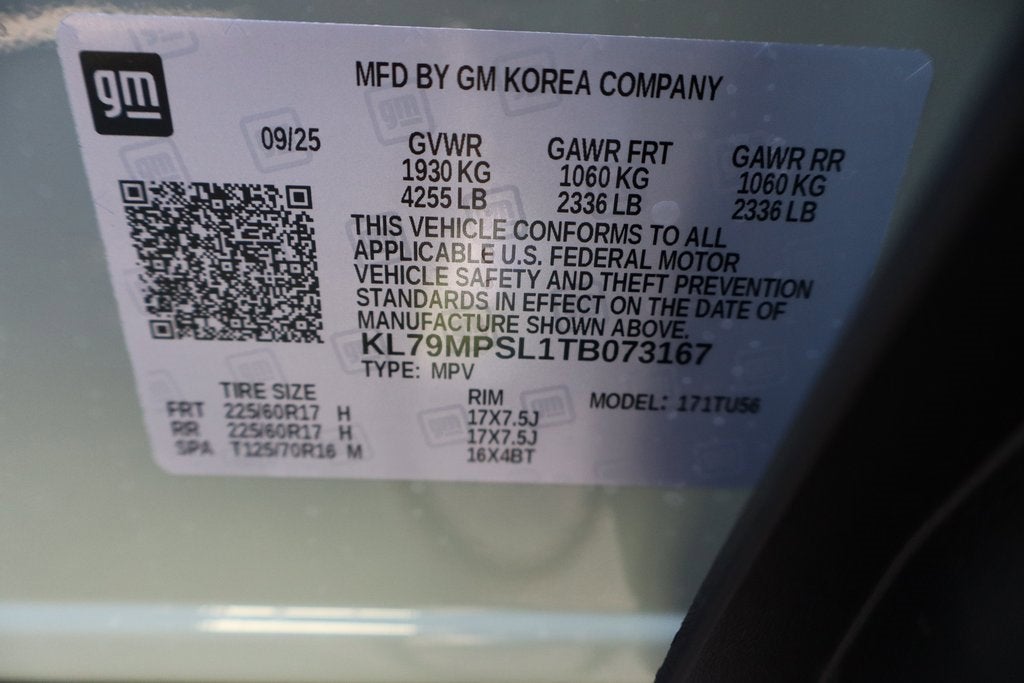 gm
MFD BY GM KOREA COMPANY
09/25
GVWR GAWR FRT GAWR RR
1930 KG 1060 KG 1060 KG
4255 LB 2336 LB 2336 LB
THIS VEHICLE CONFORMS TO ALL
APPLICABLE U.S. FEDERAL MOTOR
VEHICLE SAFETY AND THEFT PREVENTION
STANDARDS IN EFFECT ON THE DATE OF
MANUFACTURE SHOWN ABOVE.
KL79MPSL1TB073167
TYPE: MPV
TIRE SIZE RIM MODEL: 171TU56
FRT 225/60R17 H 17X7.5J
RR 225/60R17 H 17X7.5J
SPA T125/70R16 M 16X4BT